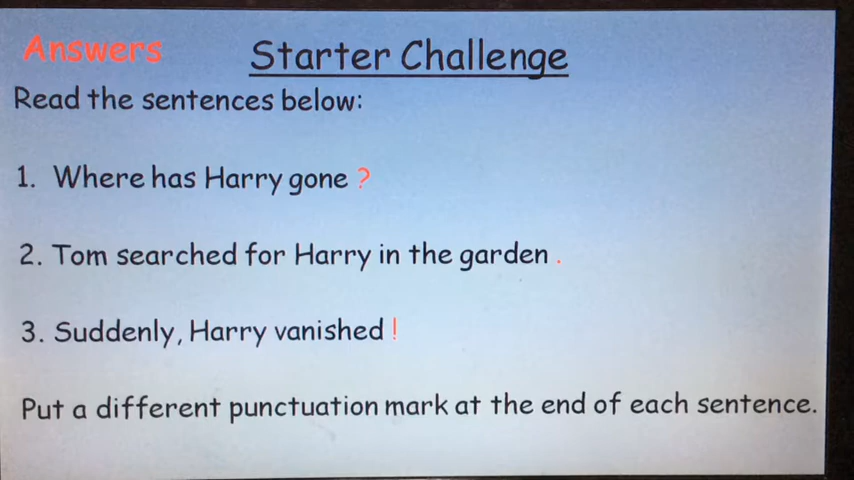 Answers
Starter Challenge
Read the sentences below:
1. Where has Harry gone ?
2. Tom searched for Harry in the garden .
3. Suddenly, Harry vanished !
Put a different punctuation mark at the end of each sentence.